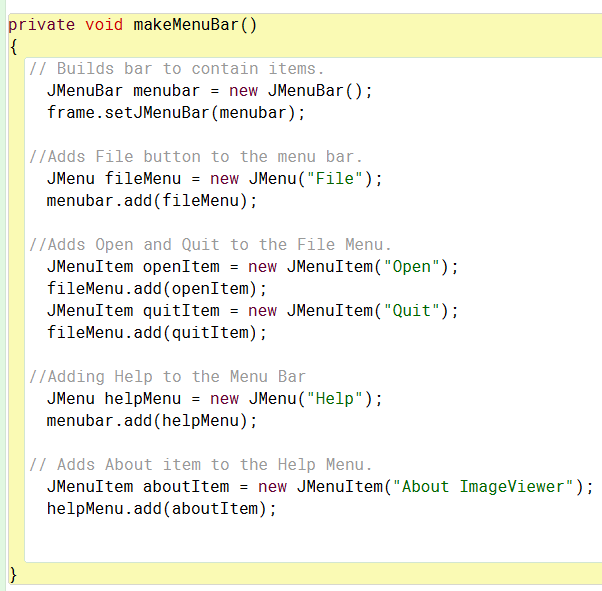 private void makeMenuBar()
{
// Builds bar to contain items.
JMenuBar menubar = new JMenuBar();
frame.setJMenuBar(menubar);
//Adds File button to the menu bar.
JMenu fileMenu = new JMenu("File");
menubar.add(fileMenu);
//Adds Open and Quit to the File Menu.
JMenuItem openItem = new JMenuItem("Open");
fileMenu.add(openItem);
JMenuItem quitItem = new JMenuItem("Quit");
fileMenu.add(quitItem);
//Adding Help to the Menu Bar
JMenu helpMenu = new JMenu("Help");
menubar.add(helpMenu);
// Adds About item to the Help Menu.
JMenuItem aboutItem = new JMenuItem("About ImageViewer");
helpMenu.add(aboutItem);
}